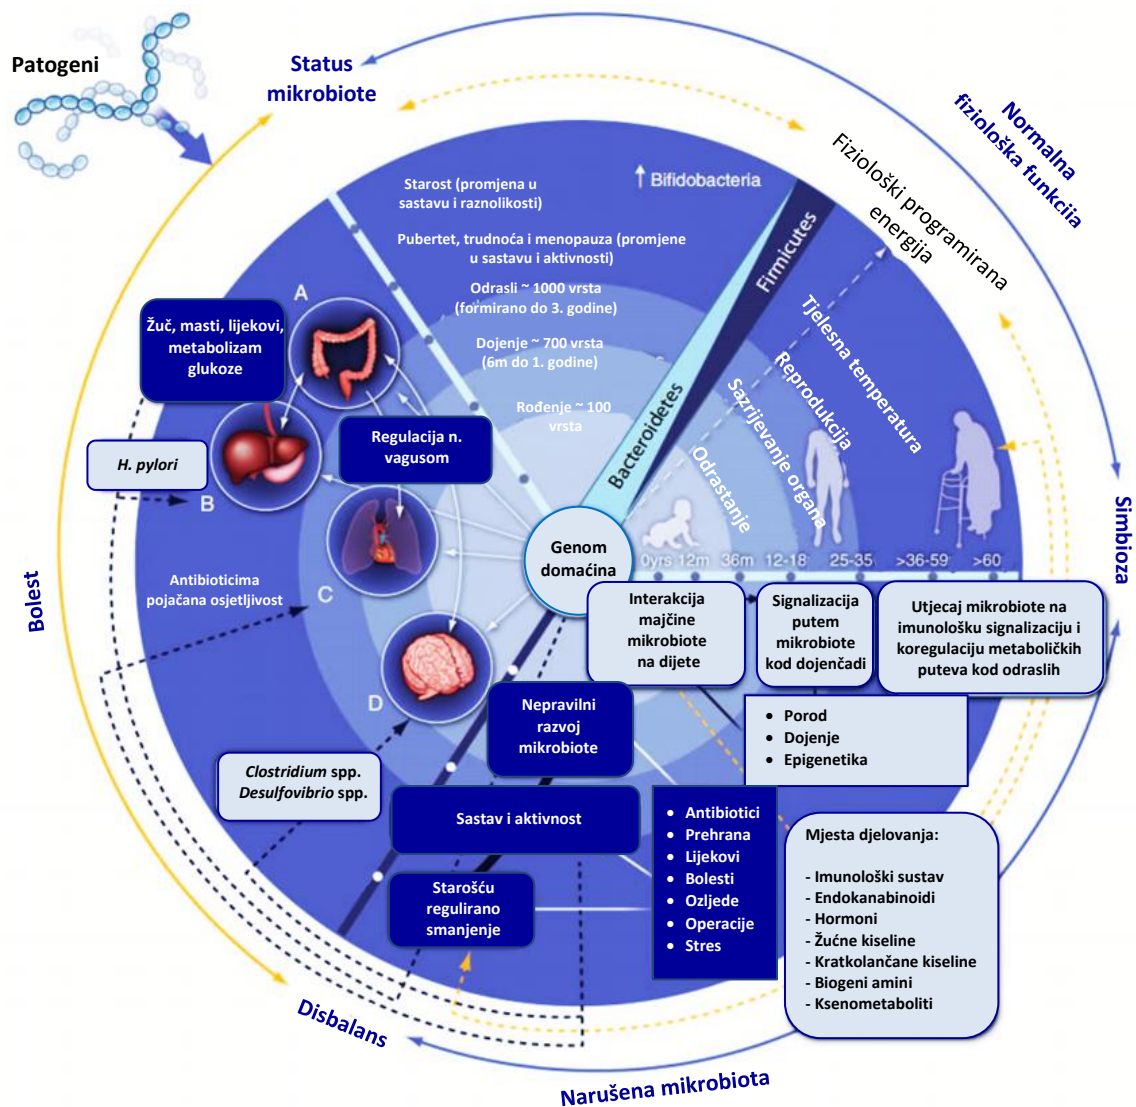 Patogeni
Status
mikrobiote
Normalna
fiziološka funkcija
Fiziološki programirana
energija
Starost (promjena u
sastavu i raznolikosti)
↑ Bifidobacteria
Pubertet, trudnoća i menopauza (promjene
u sastavu i aktivnosti)
Odrasli ~ 1000 vrsta
(formirano do 3. godine)
Dojenje ~ 700 vrsta
(6m do 1. godine)
Rođenje ~ 100
vrsta
Firmicutes
Bacteroidetes
Tjelesna temperatura
Reprodukcija
Sazrijevanje organa
Odrastanje
A
Žuč, masti, lijekovi,
metabolizam
glukoze
Regulacija n.
vagusom
H. pylori
B
Antibioticima
pojačana osjetljivost
C
D
Genom
domaćina
0yrs 12m 36m 12-18 25-35 >36-59 >60
Simbioza
Bolest
Interakcija
majčine
mikrobiote
na dijete
Signalizacija
putem
mikrobiote
kod dojenčadi
Utjecaj mikrobiote na
imunološku signalizaciju i
koregulaciju metaboličkih
puteva kod odraslih
Nepravilni
razvoj
mikrobiote
• Porod
• Dojenje
• Epigenetika
Clostridium spp.
Desulfovibrio spp.
Sastav i aktivnost
• Antibiotici
• Prehrana
• Lijekovi
• Bolesti
• Ozljede
• Operacije
• Stres
Starošću
regulirano
smanjenje
Mjesta djelovanja:
- Imunološki sustav
- Endokanabinoidi
- Hormoni
- Žućne kiseline
- Kratkolančane kiseline
- Biogeni amini
- Ksenometaboliti
Disbalans
Narušena mikrobiota